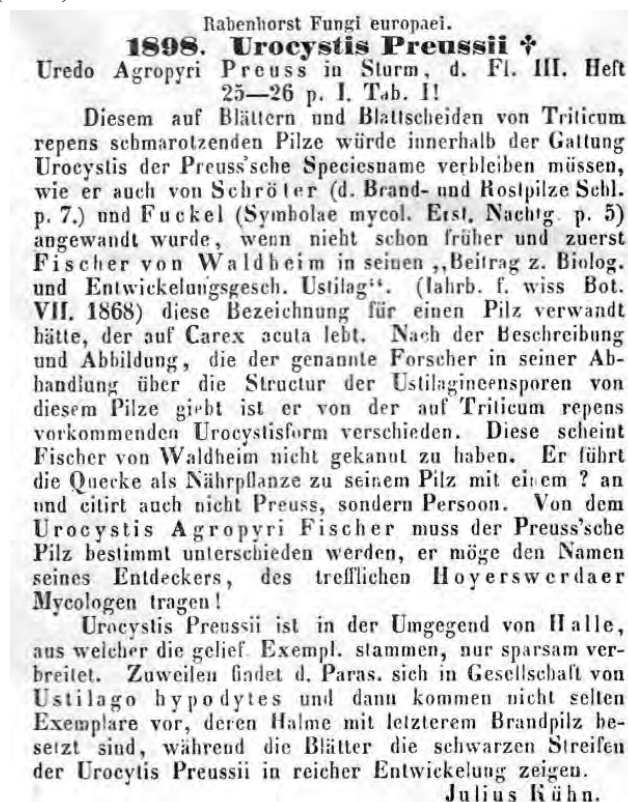 Rabenhorst Fungi europaei.
1898. Urocystis Preussii †
Uredo Agropyri Preuss in Sturm, d. Fl. III. Heft
25—26 p. I. Tab. I!
Diesem auf Blättern und Blattscheiden von Triticum
repens schmarotzenden Pilze würde innerhalb der Gattung
Urocystis der Preuss'sche Speciesname verbleiben müssen,
wie er auch von Schröter (d. Brand- und Rostpilze Schl.
p. 7.) und Fuckel (Symbolae mycol. Erst. Nachtg. p. 5)
angewandt wurde, wenn nicht schon früher und zuerst
Fischer von Waldheim in seinen „Beitrag z. Biolog.
und Entwickelungsgesch. Ustilag“. (Iahrb. f. wiss Bot.
VII. 1868) diese Bezeichnung für einen Pilz verwandt
hätte, der auf Carex acuta lebt. Nach der Beschreibung
und Abbildung, die der genannte Forscher in seiner Ab-
handlung über die Structur der Ustilagineensporen von
diesem Pilze giebt ist er von der auf Triticum repens
vorkommenden Urocystisform verschieden. Diese scheint
Fischer von Waldheim nicht gekannt zu haben. Er führt
die Quecke als Nährpflanze zu seinem Pilz mit einem ? an
und citirt auch nicht Preuss, sondern Persoon. Von dem
Urocystis Agropyri Fischer muss der Preuss'sche
Pilz bestimmt unterschieden werden, er möge den Namen
seines Entdeckers, des trefflichen Hoyerswerdaer
Mycologen tragen!
Urocystis Preussii ist in der Umgegend von Halle,
aus welcher die gelief. Exempl. stammen, nur sparsam ver-
breitet. Zuweilen findet d. Paras. sich in Gesellschaft von
Ustilago hypodytes und dann kommen nicht selten
Exemplare vor, deren Halme mit letzterem Brandpilz be-
setzt sind, während die Blätter die schwarzen Streifen
der Urocytis Preussii in reicher Entwickelung zeigen.
Julius Kühn.